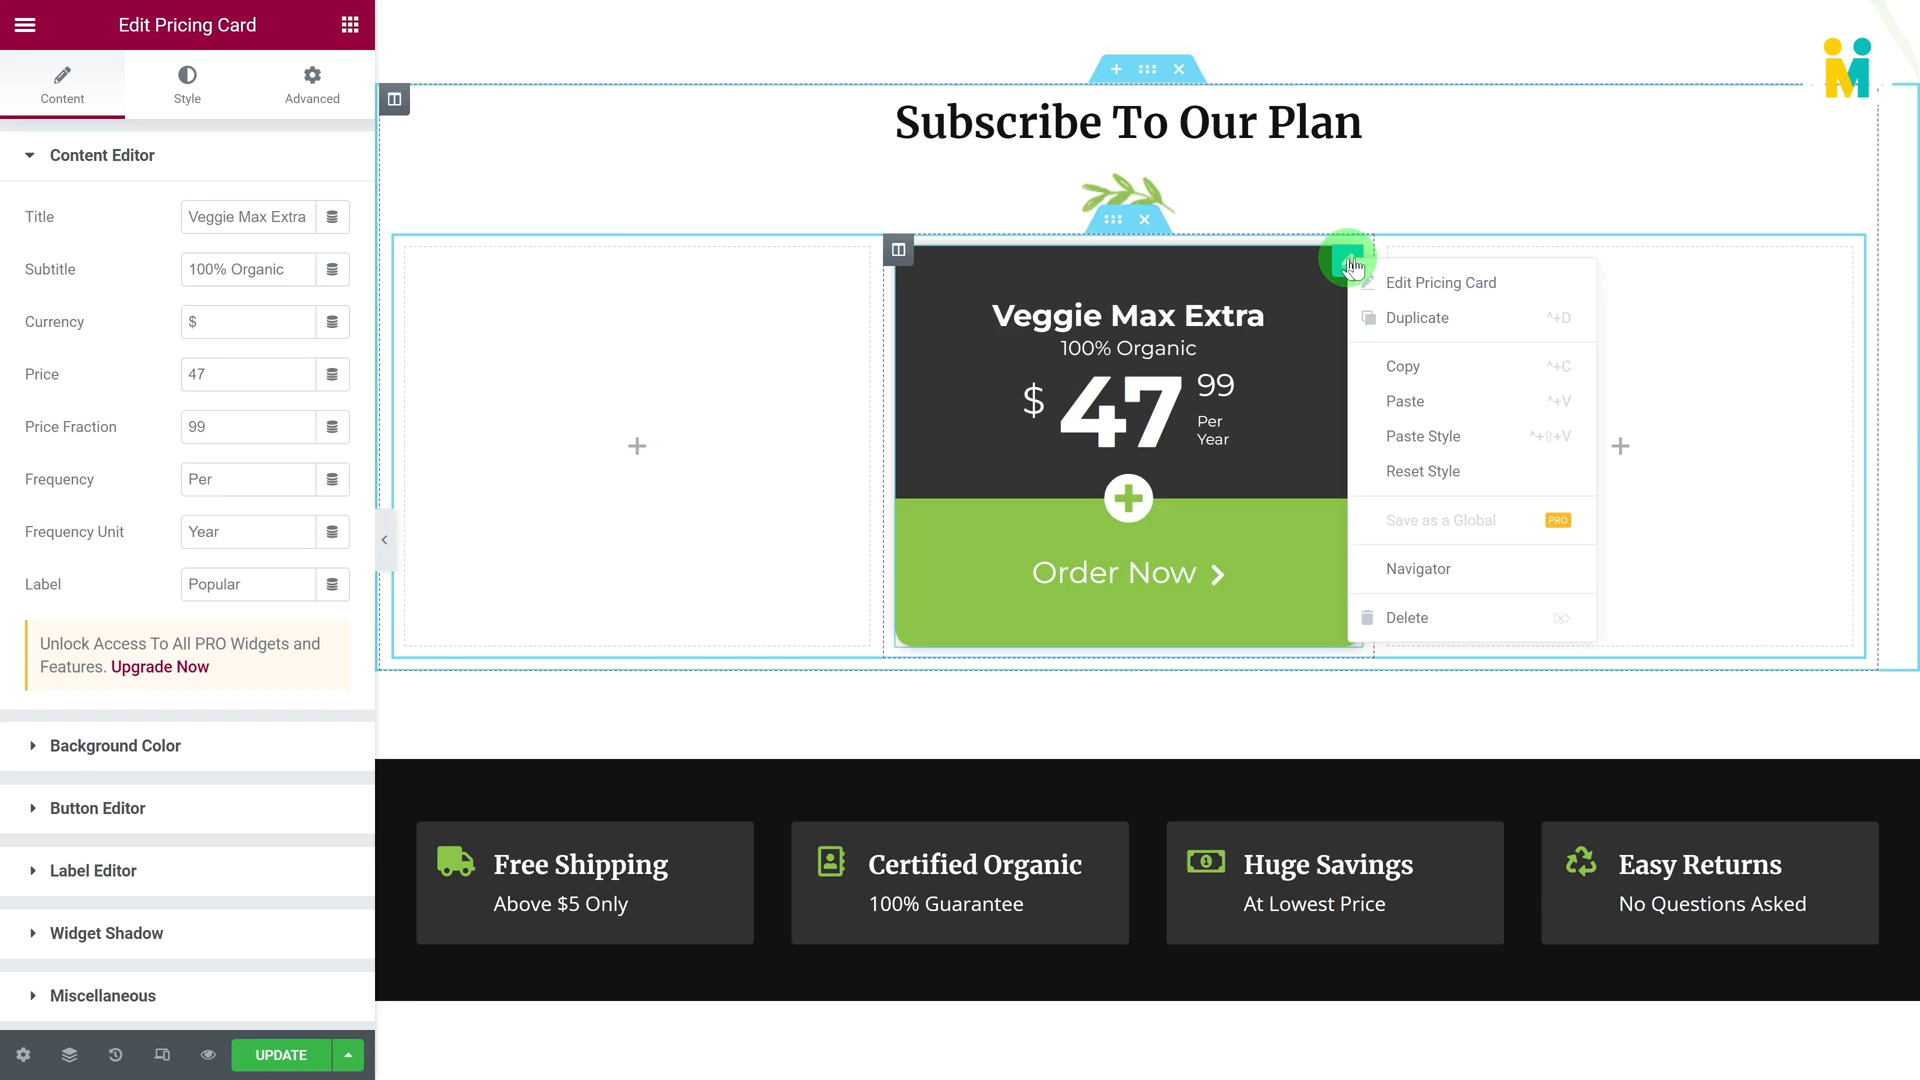 Edit Pricing Card
Content
Style
Advanced
Content Editor
Title
Veggie Max Extra
Subtitle
100% Organic
Currency
$
Price
47
Price Fraction
99
Frequency
Per
Frequency Unit
Year
Label
Popular
Unlock Access To All PRO Widgets and
Features. Upgrade Now
Background Color
Button Editor
Label Editor
Widget Shadow
Miscellaneous
UPDATE
Subscribe To Our Plan
Veggie Max Extra
100% Organic
$ 47 99
Per
Year
Order Now
Edit Pricing Card
Duplicate ^+D
Copy ^+C
Paste ^+V
Paste Style ^+⇧+V
Reset Style
Save as a Global PRO
Navigator
Delete ⌦
Free Shipping
Above $5 Only
Certified Organic
100% Guarantee
Huge Savings
At Lowest Price
Easy Returns
No Questions Asked